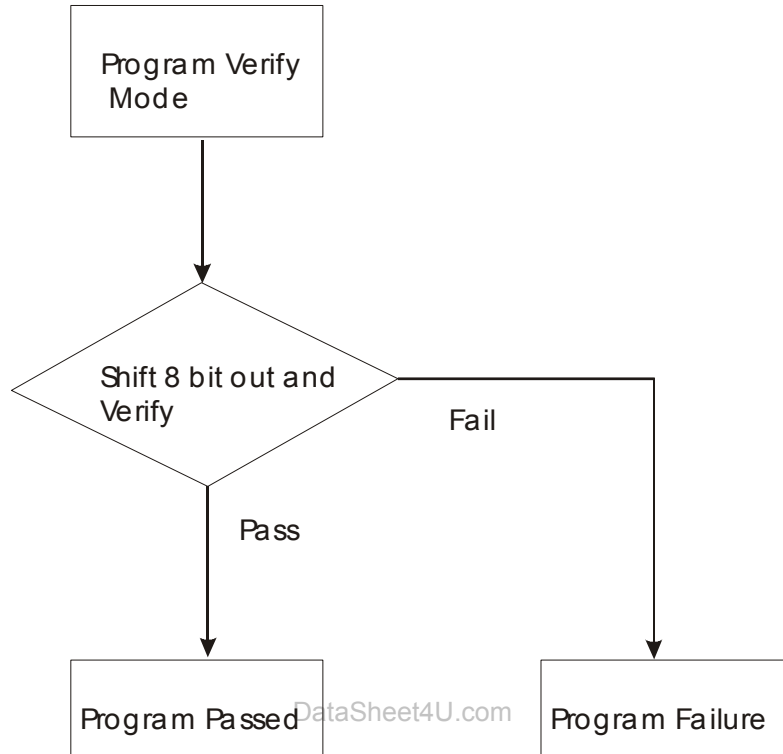 Program Verify
Mode
Shift 8 bit out and
Verify
Fail
Pass
Program Passed
DataSheet4U.com
Program Failure